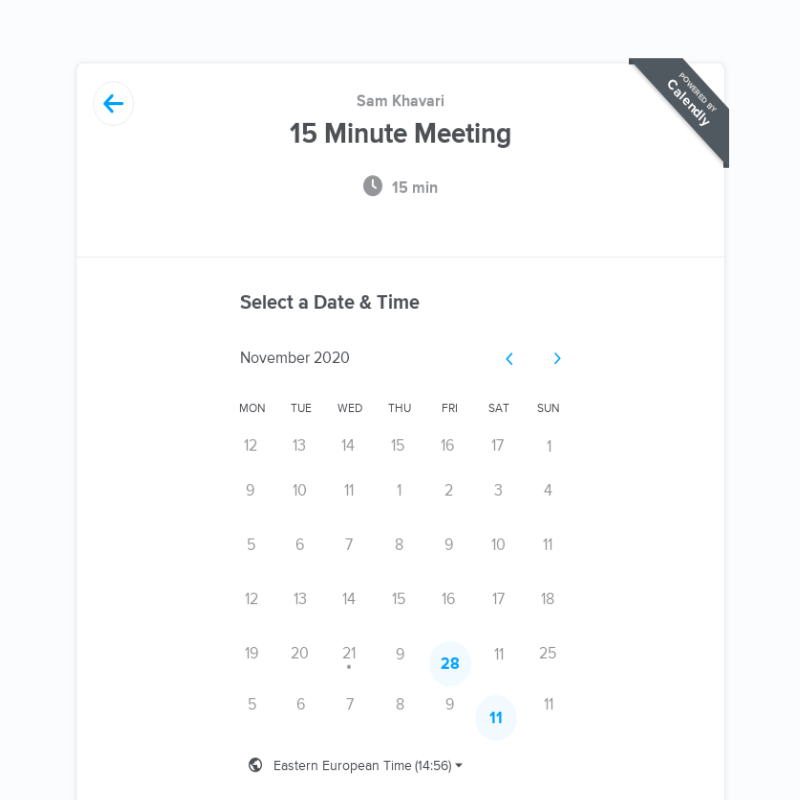 Sam Khavari
POWERED BY
Calendly
15 Minute Meeting
15 min
Select a Date & Time
November 2020
MON TUE WED THU FRI SAT SUN
12 13 14 15 16 17 1
9 10 11 1 2 3 4
5 6 7 8 9 10 11
12 13 14 15 16 17 18
19 20 21 9 28 11 25
5 6 7 8 9 11 11
Eastern European Time (14:56)